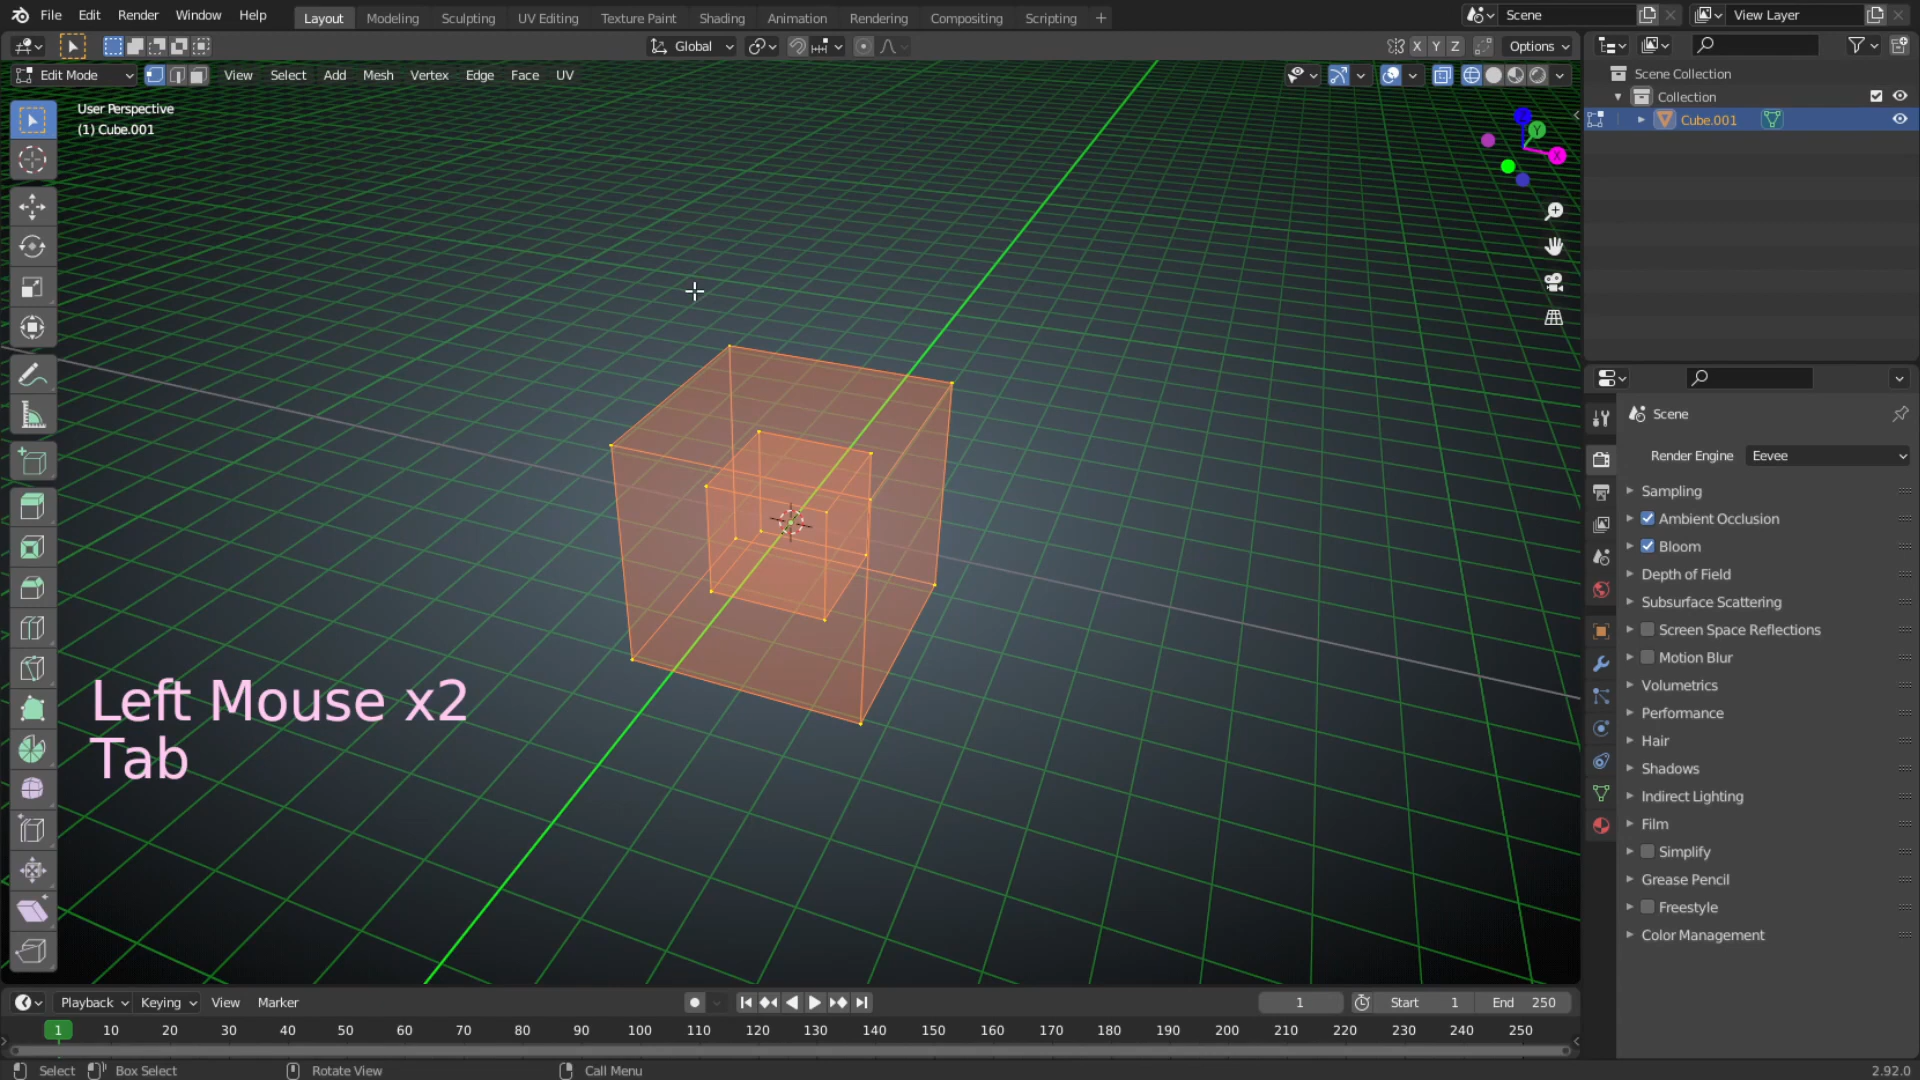 File Edit Render Window Help Layout Modeling Sculpting UV Editing Texture Paint Shading Animation Rendering Compositing Scripting + Scene View Layer
Global X Y Z Options
Edit Mode View Select Add Mesh Vertex Edge Face UV
User Perspective
(1) Cube.001
Z
Y
X
Scene Collection
Collection
Cube.001
Scene
Render Engine Eevee
Sampling
Ambient Occlusion
Bloom
Depth of Field
Subsurface Scattering
Screen Space Reflections
Motion Blur
Volumetrics
Performance
Hair
Shadows
Indirect Lighting
Film
Simplify
Grease Pencil
Freestyle
Color Management
Left Mouse x2
Tab
Playback Keying View Marker 1 Start 1 End 250
1 10 20 30 40 50 60 70 80 90 100 110 120 130 140 150 160 170 180 190 200 210 220 230 240 250
Select Box Select Rotate View Call Menu 2.92.0